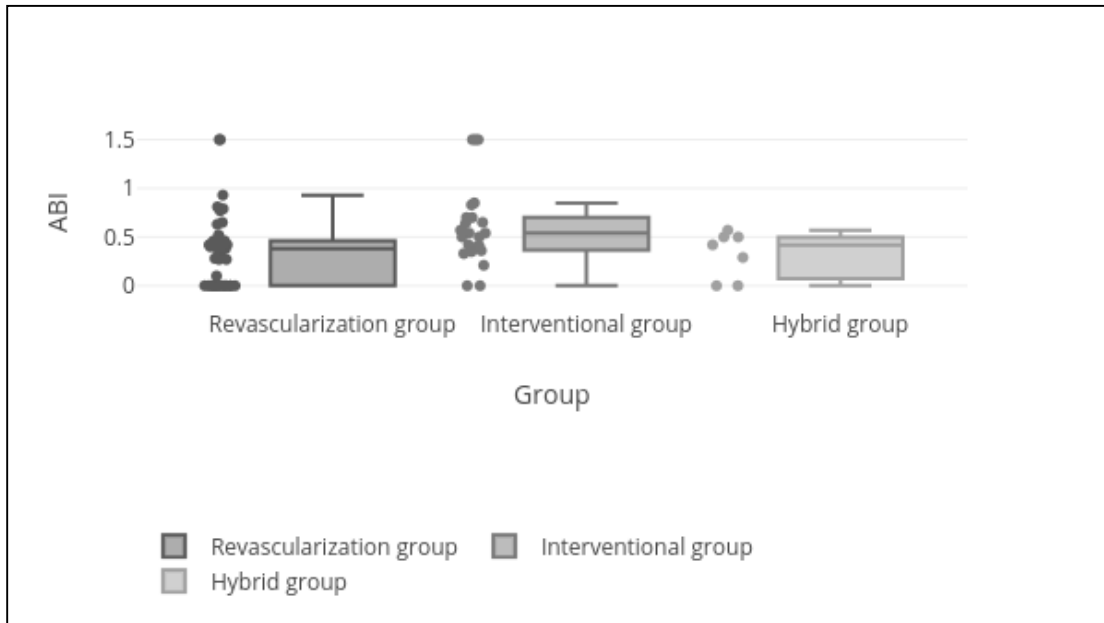 1.5
1
0.5
0
ABI
Revascularization group Interventional group Hybrid group
Group
Revascularization group Interventional group
Hybrid group